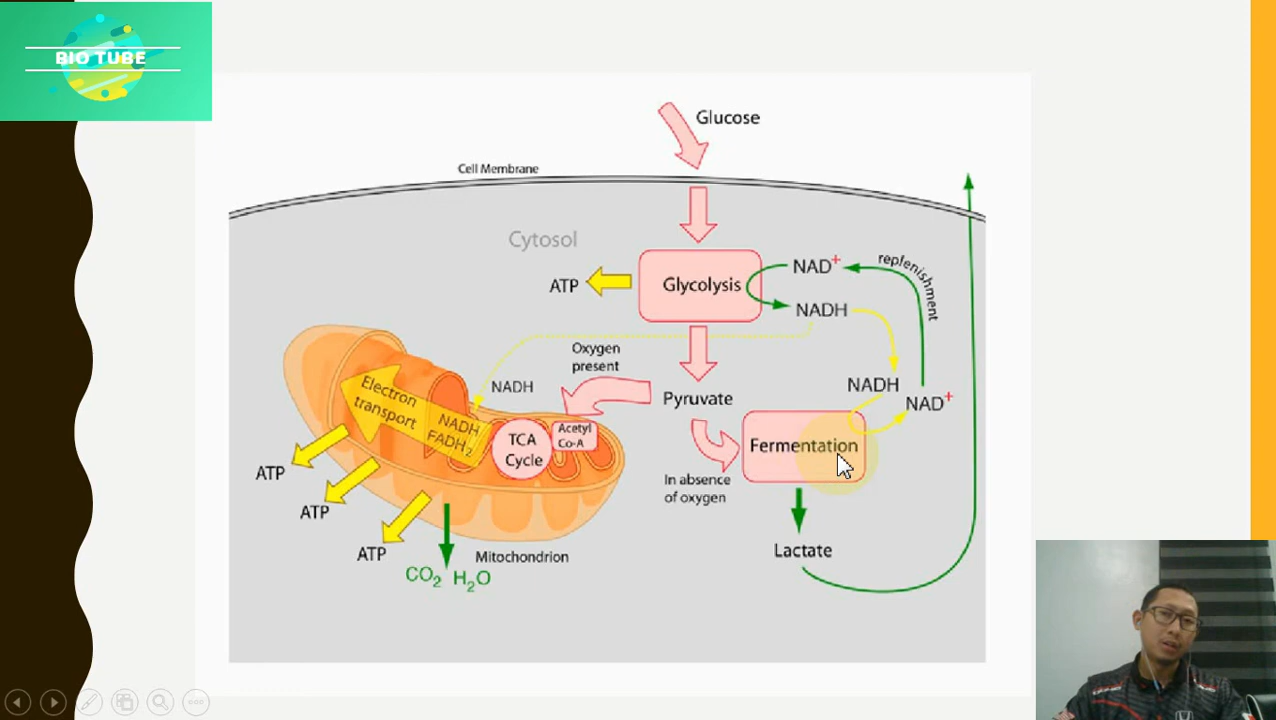 BIO TUBE
Glucose
Cell Membrane
Cytosol
ATP
Glycolysis
NAD+
replenishment
NADH
Oxygen
present
NADH
Pyruvate
NADH
NAD+
Electron
transport
NADH
FADH2
TCA
Cycle
Acetyl
Co-A
Fermentation
In absence
of oxygen
ATP
ATP
ATP
Mitochondrion
CO2 H2O
Lactate